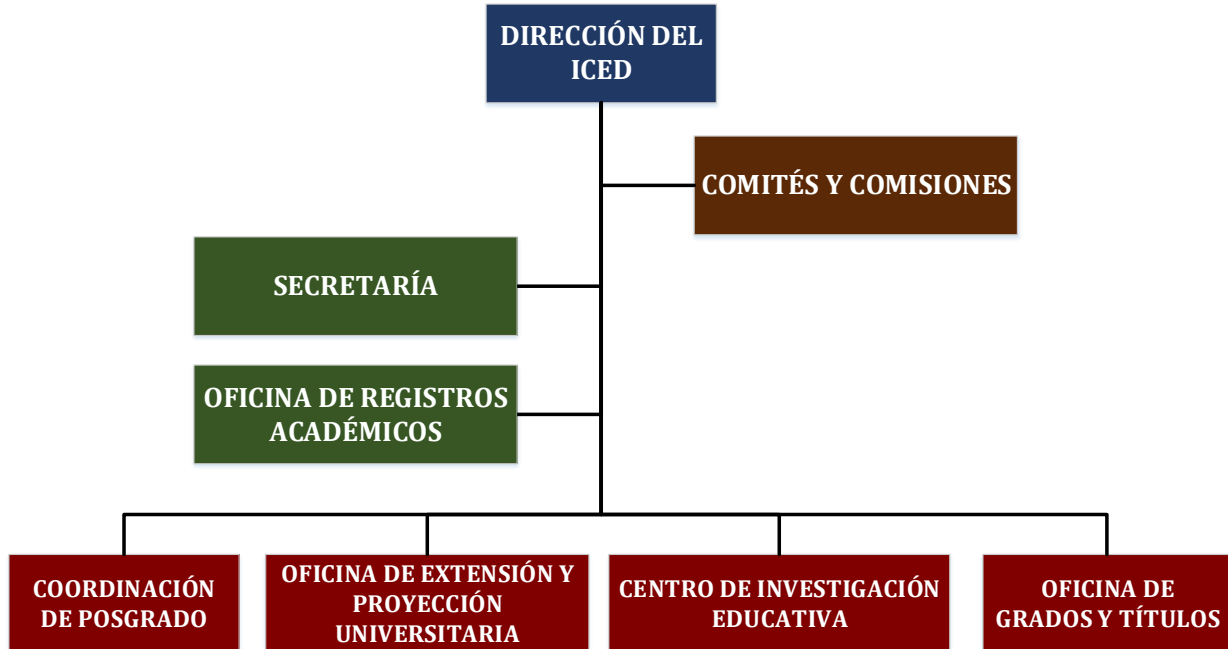 DIRECCIÓN DEL
ICED
COMITÉS Y COMISIONES
SECRETARÍA
OFICINA DE REGISTROS
ACADÉMICOS
COORDINACIÓN
DE POSGRADO
OFICINA DE EXTENSIÓN Y
PROYECCIÓN
UNIVERSITARIA
CENTRO DE INVESTIGACIÓN
EDUCATIVA
OFICINA DE
GRADOS Y TÍTULOS